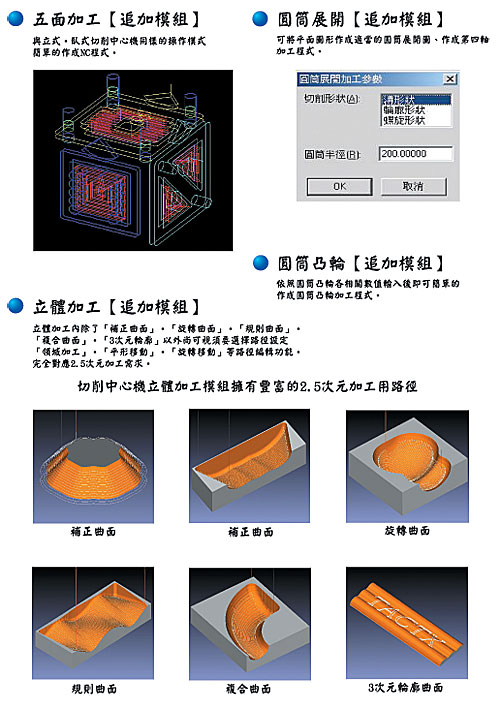 五面加工【追加模組】
與立式，臥式切削中心機同樣的操作模式
簡單的作成NC程式。
圓筒展開【追加模組】
可將平面圖形作成適當的圓筒展開圖、作成第四軸
加工程式。
圓筒展開加工參數
切削形狀(A):
溝形狀
輪廓形狀
螺旋形狀
圓筒半徑(R):
200.00000
OK
取消
圓筒凸輪【追加模組】
依照圓筒凸輪各相關數值輸入後即可簡單的
作成圓筒凸輪加工程式。
立體加工【追加模組】
立體加工內除了「補正曲面」，「旋轉曲面」，「規則曲面」，
「複合曲面」，「3次元輪廓」以外尚可視須要選擇路徑設定
「領域加工」，「平形移動」，「旋轉移動」等路徑編輯功能。
完全對應2.5次元加工需求。
切削中心機立體加工模組擁有豐富的2.5次元加工用路徑
補正曲面
補正曲面
旋轉曲面
TACTX
規則曲面
複合曲面
3次元輪廓曲面